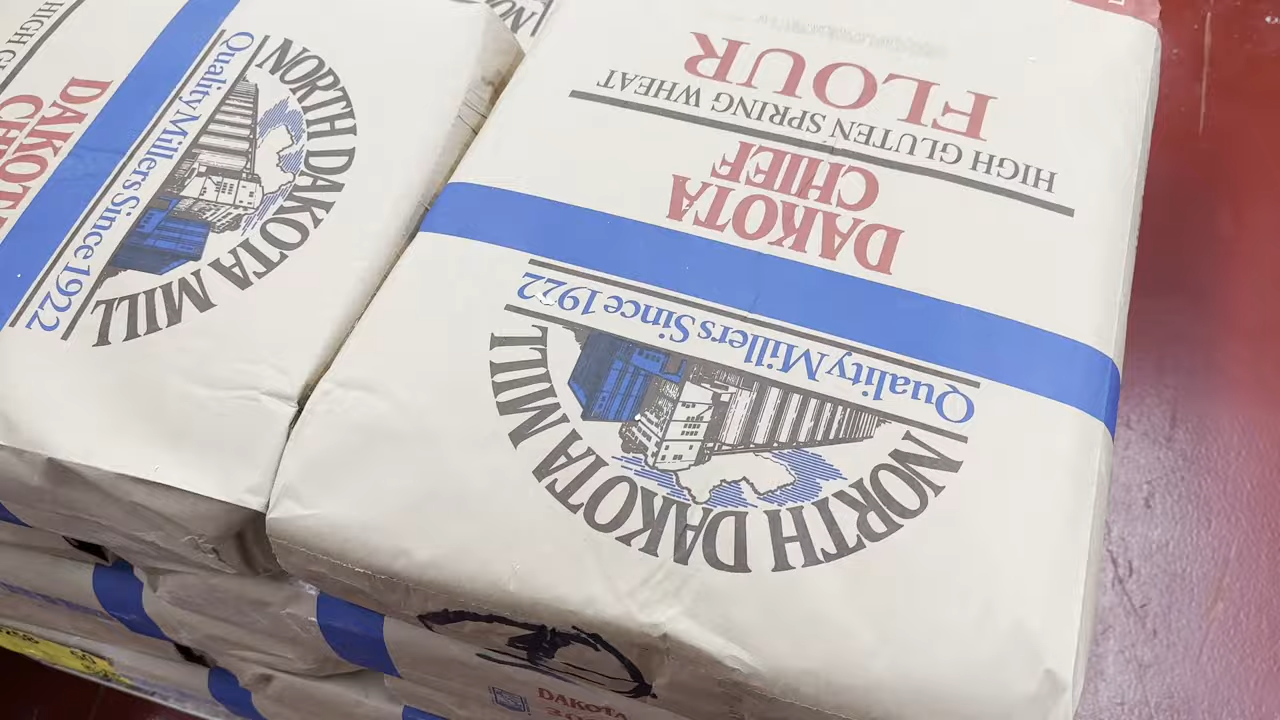 NORTH DAKOTA MILL
Quality Millers Since 1922
DAKOTA
CHIEF
HIGH GLUTEN SPRING WHEAT
FLOUR
NORTH DAKOTA MILL
Quality Millers Since 1922
DAKOTA
DAKOTA